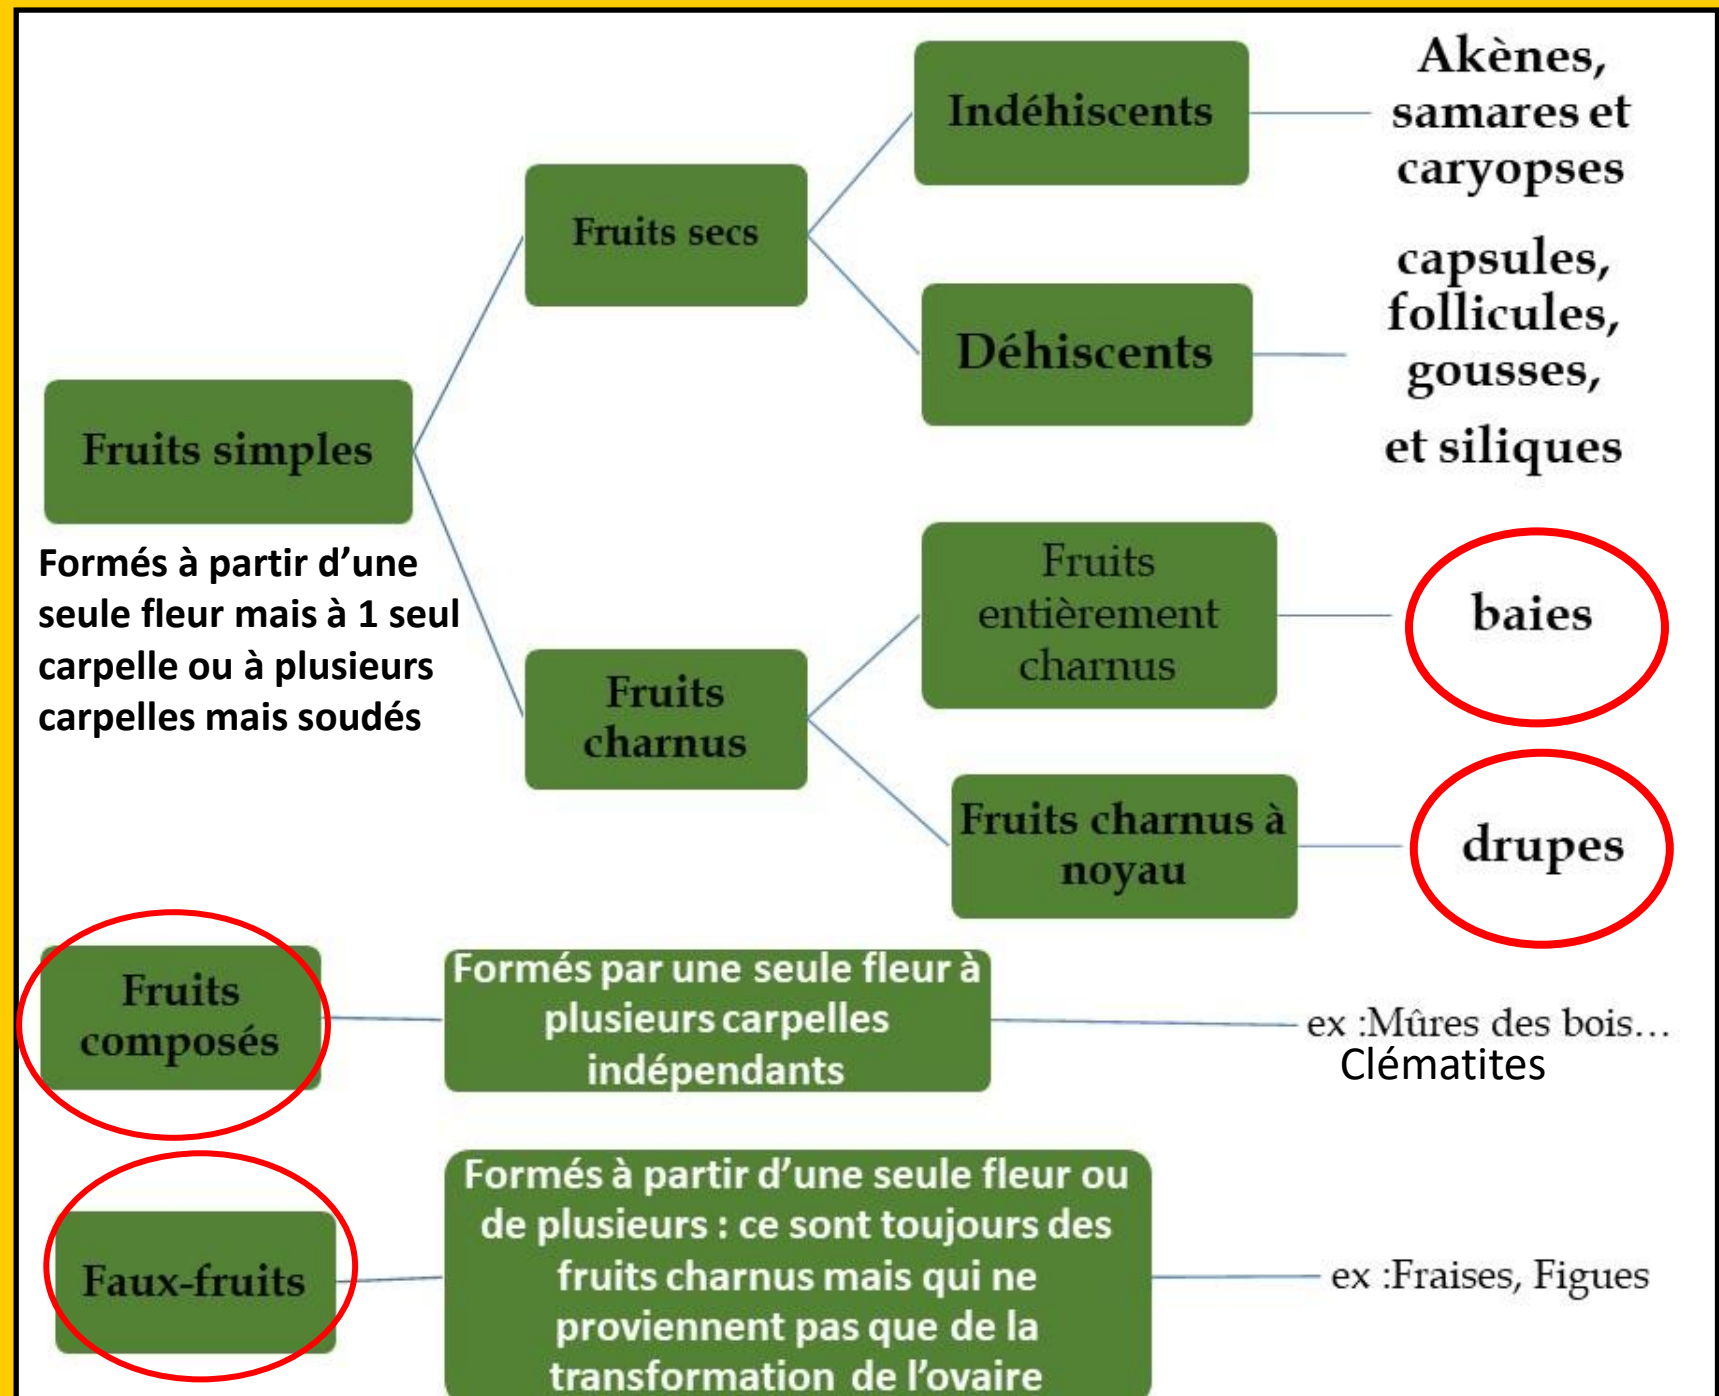 Akènes,
samares et
caryopses
Indéhiscents
Fruits secs
capsules,
follicules,
gousses,
et siliques
Déhiscents
Fruits simples
Formés à partir d’une
seule fleur mais à 1 seul
carpelle ou à plusieurs
carpelles mais soudés
Fruits
entièrement
charnus
baies
Fruits
charnus
Fruits charnus à
noyau
drupes
Fruits
composés
Formés par une seule fleur à
plusieurs carpelles
indépendants
ex :Mûres des bois...
Clématites
Faux-fruits
Formés à partir d’une seule fleur ou
de plusieurs : ce sont toujours des
fruits charnus mais qui ne
proviennent pas que de la
transformation de l’ovaire
ex :Fraises, Figues